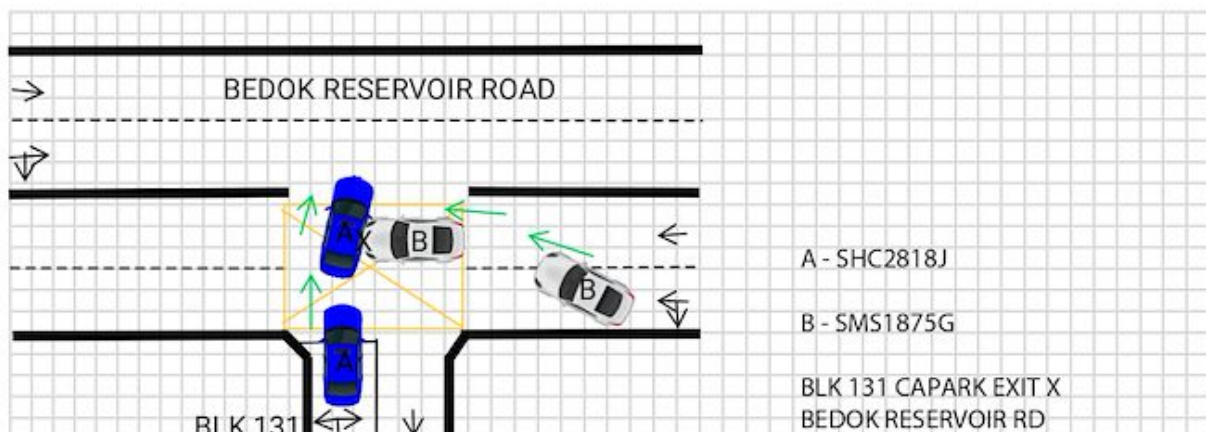 BEDOK RESERVOIR ROAD
A
X
B
B
A
BLK 131
A - SHC2818J
B - SMS1875G
BLK 131 CAPARK EXIT X
BEDOK RESERVOIR RD